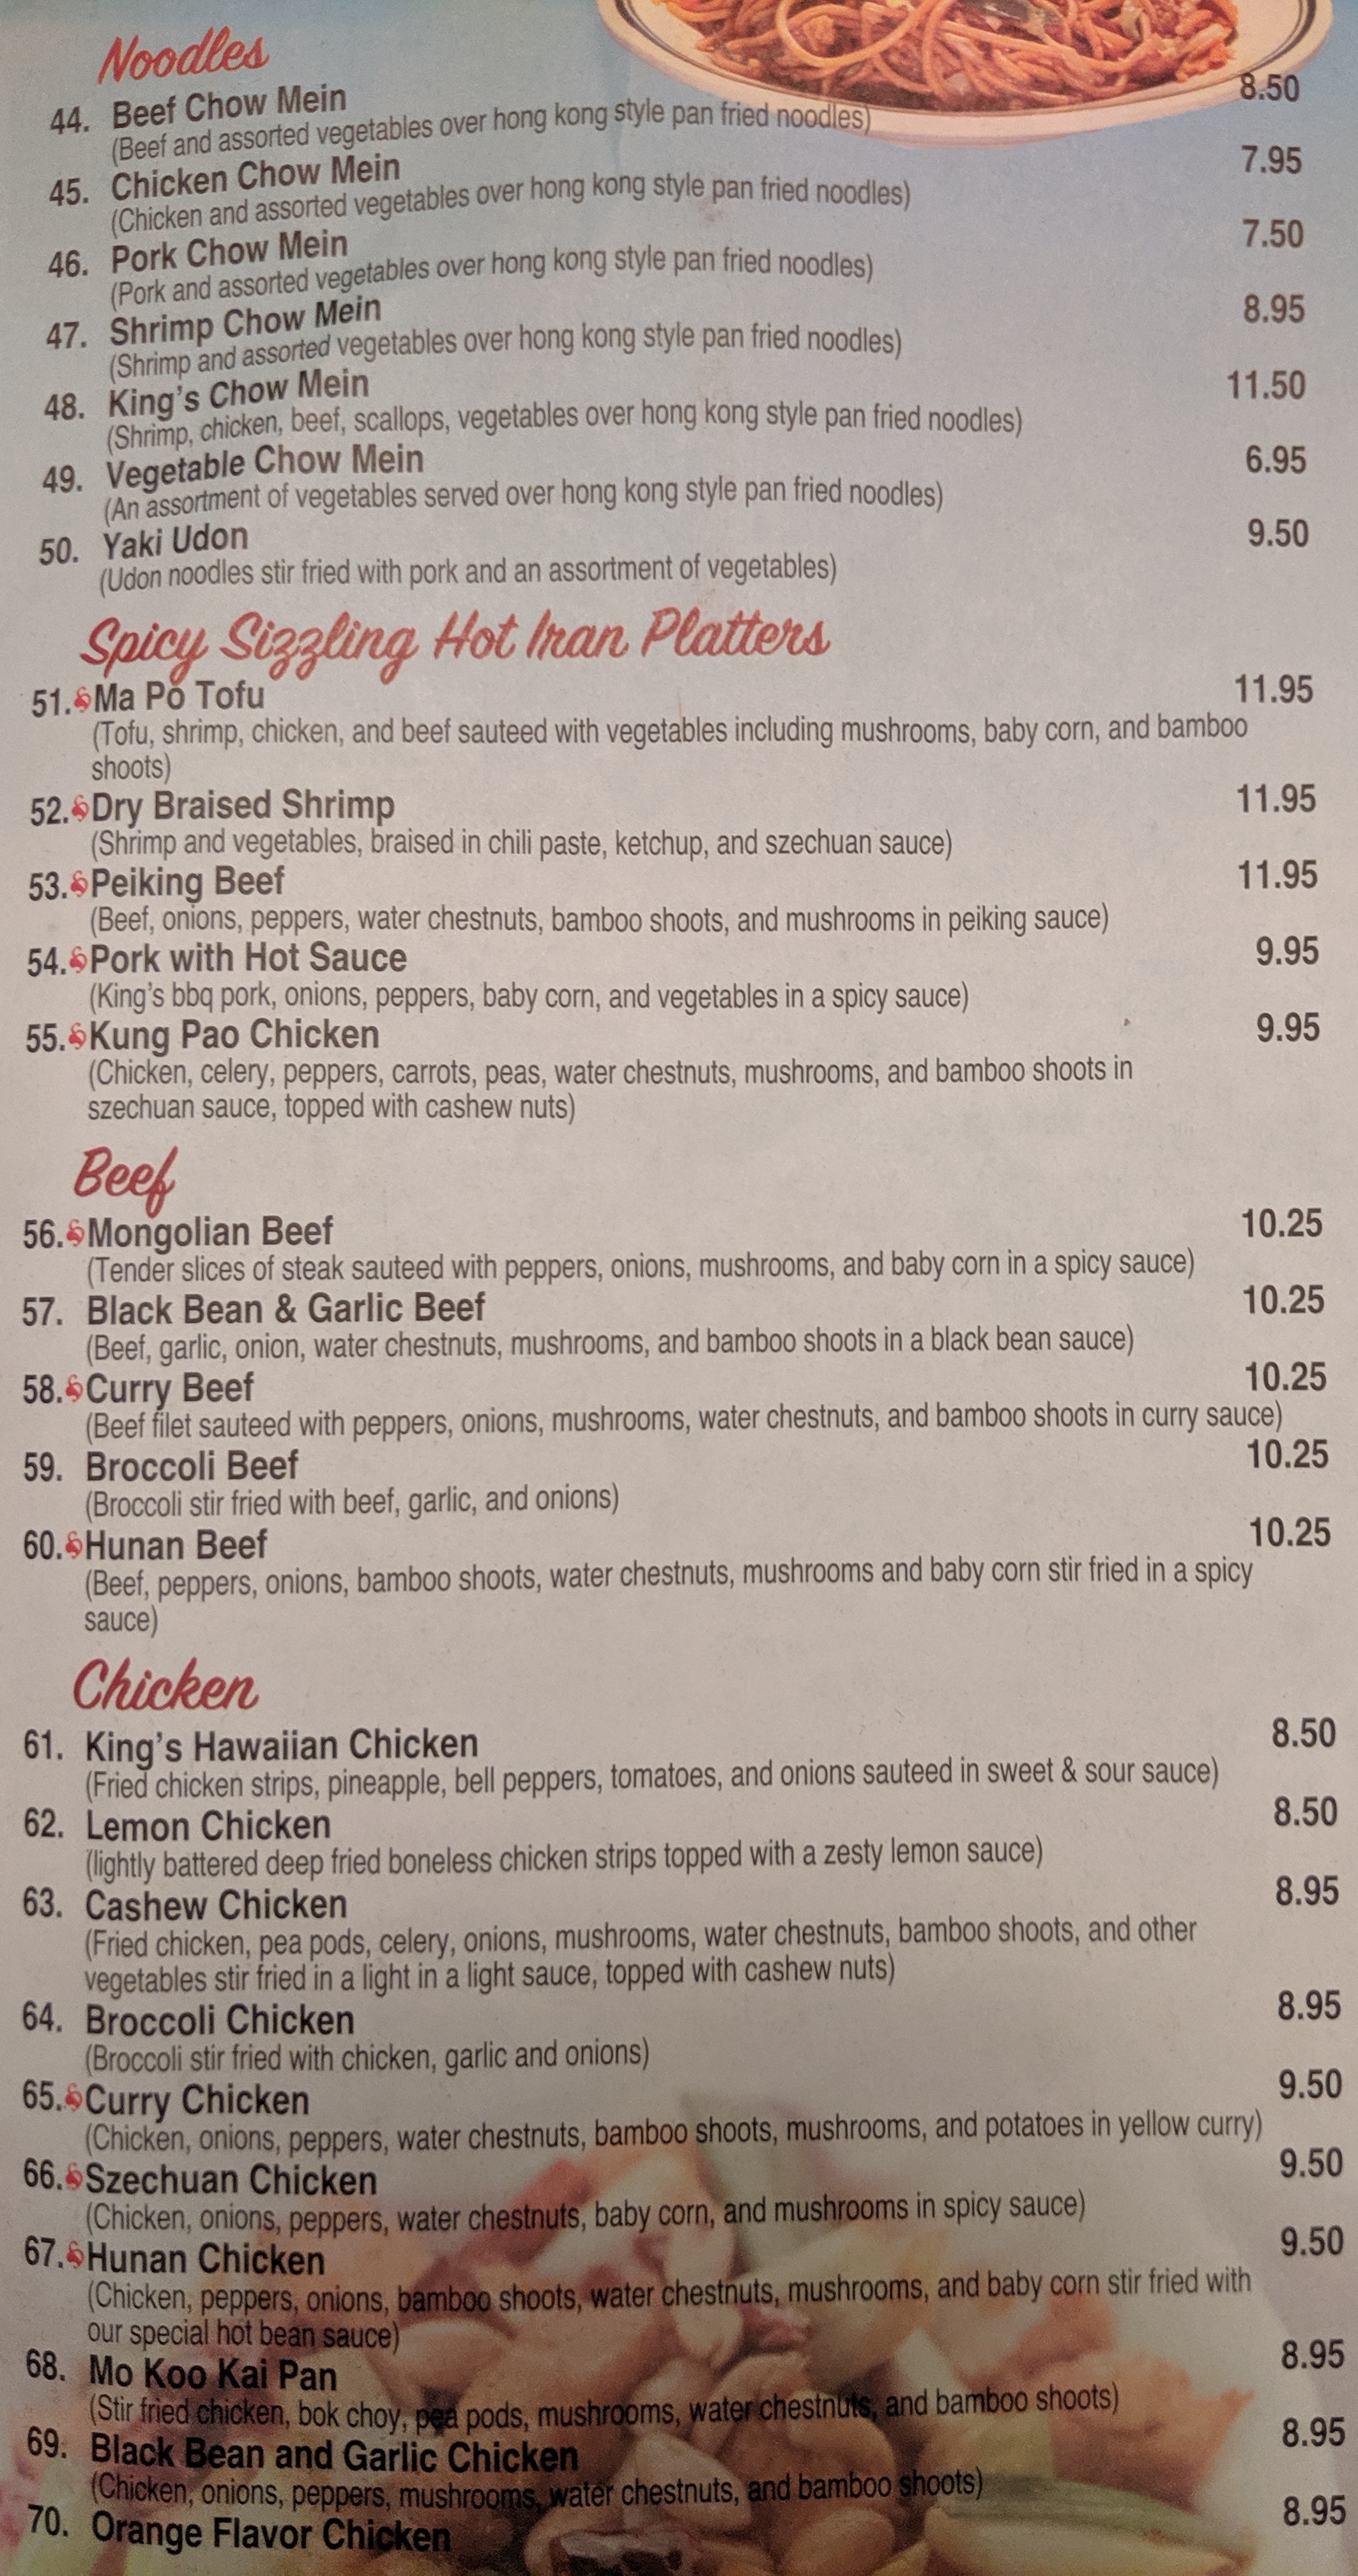 Noodles
44. Beef Chow Mein 8.50
(Beef and assorted vegetables over hong kong style pan fried noodles)
45. Chicken Chow Mein 7.95
(Chicken and assorted vegetables over hong kong style pan fried noodles)
46. Pork Chow Mein 7.50
(Pork and assorted vegetables over hong kong style pan fried noodles)
47. Shrimp Chow Mein 8.95
(Shrimp and assorted vegetables over hong kong style pan fried noodles)
48. King's Chow Mein 11.50
(Shrimp, chicken, beef, scallops, vegetables over hong kong style pan fried noodles)
49. Vegetable Chow Mein 6.95
(An assortment of vegetables served over hong kong style pan fried noodles)
50. Yaki Udon 9.50
(Udon noodles stir fried with pork and an assortment of vegetables)
Spicy Sizzling Hot Iran Platters
51. Ma Po Tofu 11.95
(Tofu, shrimp, chicken, and beef sauteed with vegetables including mushrooms, baby corn, and bamboo
shoots)
52. Dry Braised Shrimp 11.95
(Shrimp and vegetables, braised in chili paste, ketchup, and szechuan sauce)
53. Peiking Beef 11.95
(Beef, onions, peppers, water chestnuts, bamboo shoots, and mushrooms in peiking sauce)
54. Pork with Hot Sauce 9.95
(King's bbq pork, onions, peppers, baby corn, and vegetables in a spicy sauce)
55. Kung Pao Chicken 9.95
(Chicken, celery, peppers, carrots, peas, water chestnuts, mushrooms, and bamboo shoots in
szechuan sauce, topped with cashew nuts)
Beef
56. Mongolian Beef 10.25
(Tender slices of steak sauteed with peppers, onions, mushrooms, and baby corn in a spicy sauce)
57. Black Bean & Garlic Beef 10.25
(Beef, garlic, onion, water chestnuts, mushrooms, and bamboo shoots in a black bean sauce)
58. Curry Beef 10.25
(Beef filet sauteed with peppers, onions, mushrooms, water chestnuts, and bamboo shoots in curry sauce)
59. Broccoli Beef 10.25
(Broccoli stir fried with beef, garlic, and onions)
60. Hunan Beef 10.25
(Beef, peppers, onions, bamboo shoots, water chestnuts, mushrooms and baby corn stir fried in a spicy
sauce)
Chicken
61. King's Hawaiian Chicken 8.50
(Fried chicken strips, pineapple, bell peppers, tomatoes, and onions sauteed in sweet & sour sauce)
62. Lemon Chicken 8.50
(lightly battered deep fried boneless chicken strips topped with a zesty lemon sauce)
63. Cashew Chicken 8.95
(Fried chicken, pea pods, celery, onions, mushrooms, water chestnuts, bamboo shoots, and other
vegetables stir fried in a light in a light sauce, topped with cashew nuts)
64. Broccoli Chicken 8.95
(Broccoli stir fried with chicken, garlic and onions)
65. Curry Chicken 9.50
(Chicken, onions, peppers, water chestnuts, bamboo shoots, mushrooms, and potatoes in yellow curry)
66. Szechuan Chicken 9.50
(Chicken, onions, peppers, water chestnuts, baby corn, and mushrooms in spicy sauce)
67. Hunan Chicken 9.50
(Chicken, peppers, onions, bamboo shoots, water chestnuts, mushrooms, and baby corn stir fried with
our special hot bean sauce)
68. Mo Koo Kai Pan 8.95
(Stir fried chicken, bok choy, pea pods, mushrooms, water chestnuts, and bamboo shoots)
69. Black Bean and Garlic Chicken 8.95
(Chicken, onions, peppers, mushrooms, water chestnuts, and bamboo shoots)
70. Orange Flavor Chicken 8.95